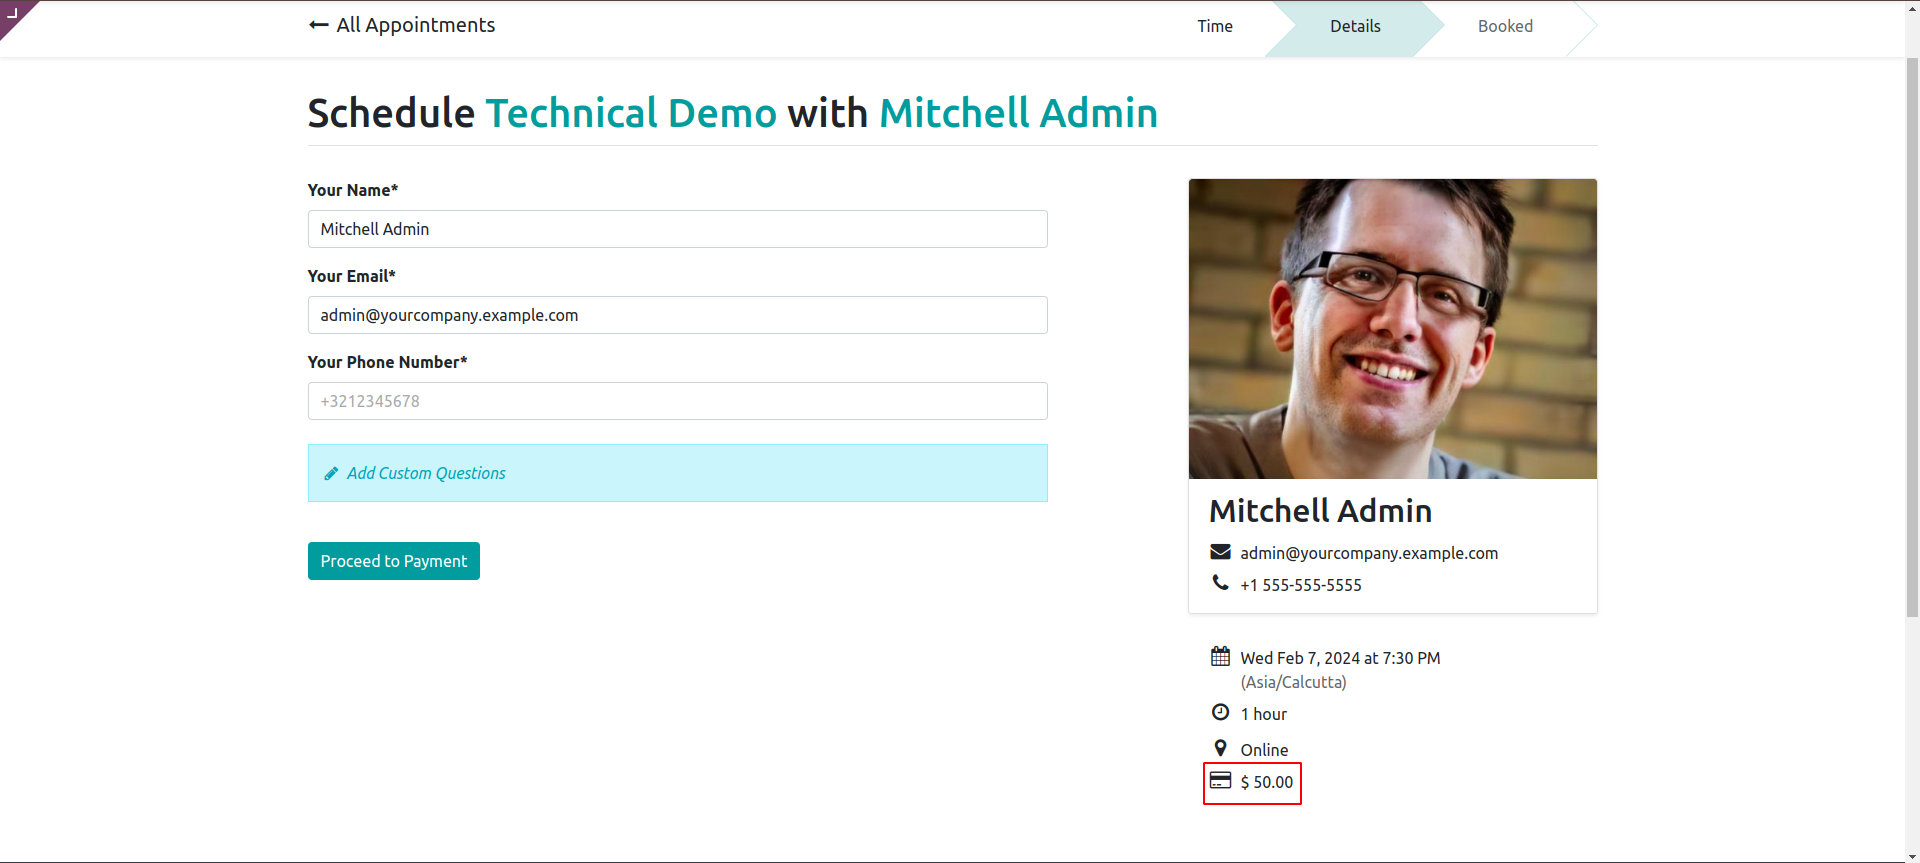 All Appointments
Time
Details
Booked
Schedule Technical Demo with Mitchell Admin
Your Name*
Mitchell Admin
Your Email*
admin@yourcompany.example.com
Your Phone Number*
+3212345678
Add Custom Questions
Proceed to Payment
Mitchell Admin
admin@yourcompany.example.com
+1 555-555-5555
Wed Feb 7, 2024 at 7:30 PM
(Asia/Calcutta)
1 hour
Online
$ 50.00